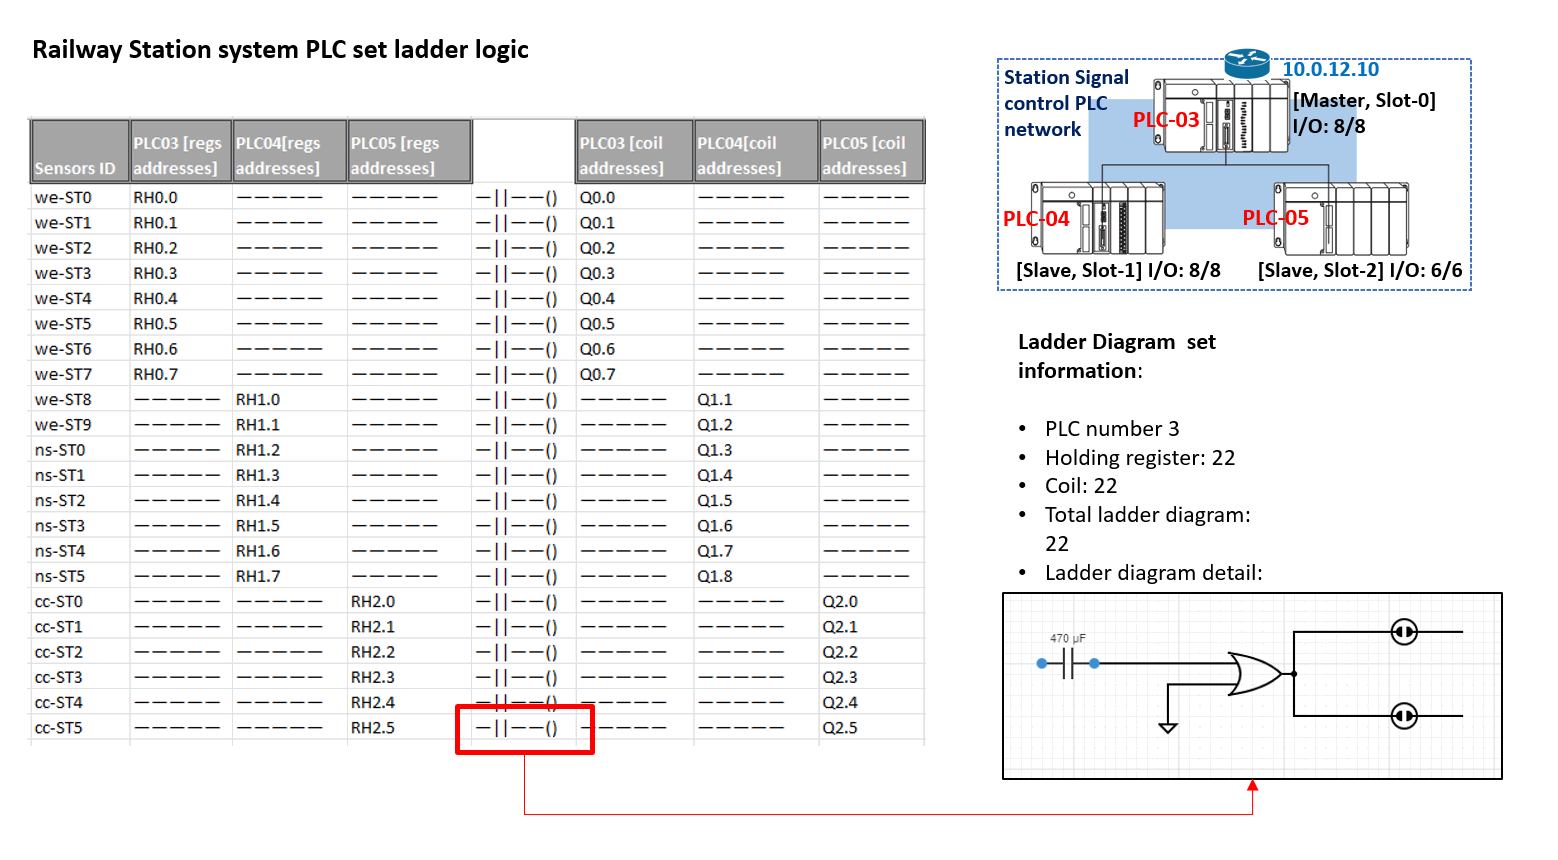 Railway Station system PLC set ladder logic
Sensors ID PLC03 [regs addresses] PLC04[regs addresses] PLC05 [regs addresses] PLC03 [coil addresses] PLC04[coil addresses] PLC05 [coil addresses]
we-ST0 RH0.0 ————— ————— —||——() Q0.0 ————— —————
we-ST1 RH0.1 ————— ————— —||——() Q0.1 ————— —————
we-ST2 RH0.2 ————— ————— —||——() Q0.2 ————— —————
we-ST3 RH0.3 ————— ————— —||——() Q0.3 ————— —————
we-ST4 RH0.4 ————— ————— —||——() Q0.4 ————— —————
we-ST5 RH0.5 ————— ————— —||——() Q0.5 ————— —————
we-ST6 RH0.6 ————— ————— —||——() Q0.6 ————— —————
we-ST7 RH0.7 ————— ————— —||——() Q0.7 ————— —————
we-ST8 ————— RH1.0 ————— —||——() ————— Q1.1 —————
we-ST9 ————— RH1.1 ————— —||——() ————— Q1.2 —————
ns-ST0 ————— RH1.2 ————— —||——() ————— Q1.3 —————
ns-ST1 ————— RH1.3 ————— —||——() ————— Q1.4 —————
ns-ST2 ————— RH1.4 ————— —||——() ————— Q1.5 —————
ns-ST3 ————— RH1.5 ————— —||——() ————— Q1.6 —————
ns-ST4 ————— RH1.6 ————— —||——() ————— Q1.7 —————
ns-ST5 ————— RH1.7 ————— —||——() ————— Q1.8 —————
cc-ST0 ————— ————— RH2.0 —||——() ————— ————— Q2.0
cc-ST1 ————— ————— RH2.1 —||——() ————— ————— Q2.1
cc-ST2 ————— ————— RH2.2 —||——() ————— ————— Q2.2
cc-ST3 ————— ————— RH2.3 —||——() ————— ————— Q2.3
cc-ST4 ————— ————— RH2.4 —||——() ————— ————— Q2.4
cc-ST5 ————— ————— RH2.5 —||——() ————— ————— Q2.5
Station Signal
control PLC
network
10.0.12.10
PLC-03
[Master, Slot-0]
I/O: 8/8
PLC-04
PLC-05
[Slave, Slot-1] I/O: 8/8
[Slave, Slot-2] I/O: 6/6
Ladder Diagram set
information:
• PLC number 3
• Holding register: 22
• Coil: 22
• Total ladder diagram:
22
• Ladder diagram detail:
470 µF